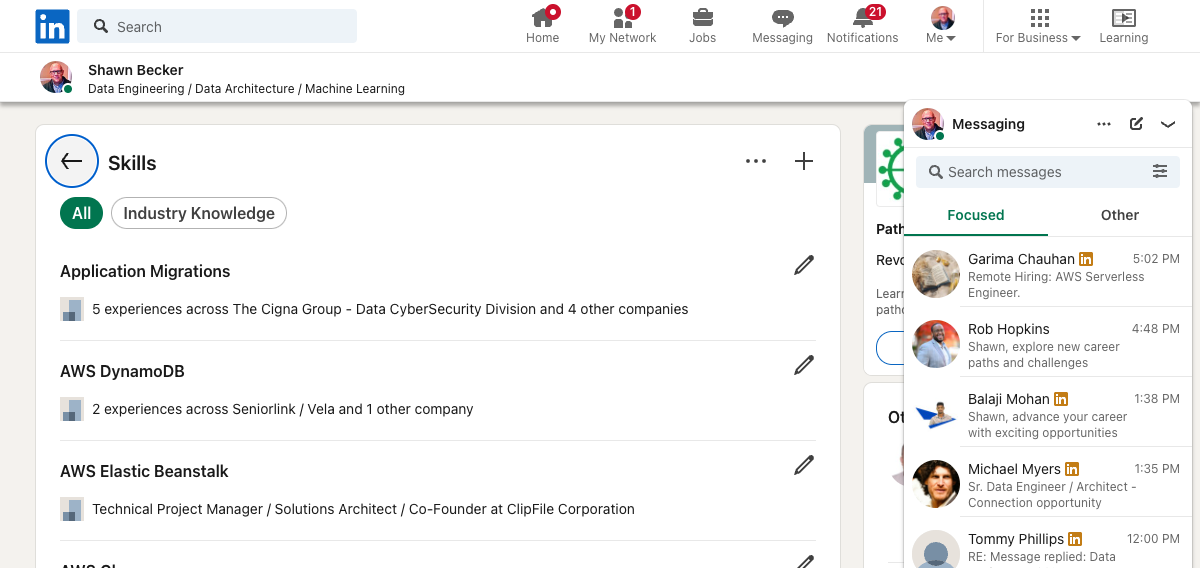 in
Search
Home
1
My Network
Jobs
Messaging
21
Notifications
Me
For Business
Learning
Shawn Becker
Data Engineering / Data Architecture / Machine Learning
Skills
All
Industry Knowledge
Application Migrations
5 experiences across The Cigna Group - Data CyberSecurity Division and 4 other companies
AWS DynamoDB
2 experiences across Seniorlink / Vela and 1 other company
AWS Elastic Beanstalk
Technical Project Manager / Solutions Architect / Co-Founder at ClipFile Corporation
Messaging
Search messages
Focused
Other
Garima Chauhan in
5:02 PM
Remote Hiring: AWS Serverless
Engineer.
Rob Hopkins
4:48 PM
Shawn, explore new career
paths and challenges
Balaji Mohan in
1:38 PM
Shawn, advance your career
with exciting opportunities
Michael Myers in
1:35 PM
Sr. Data Engineer / Architect -
Connection opportunity
Tommy Phillips in
12:00 PM
RE: Message replied: Data